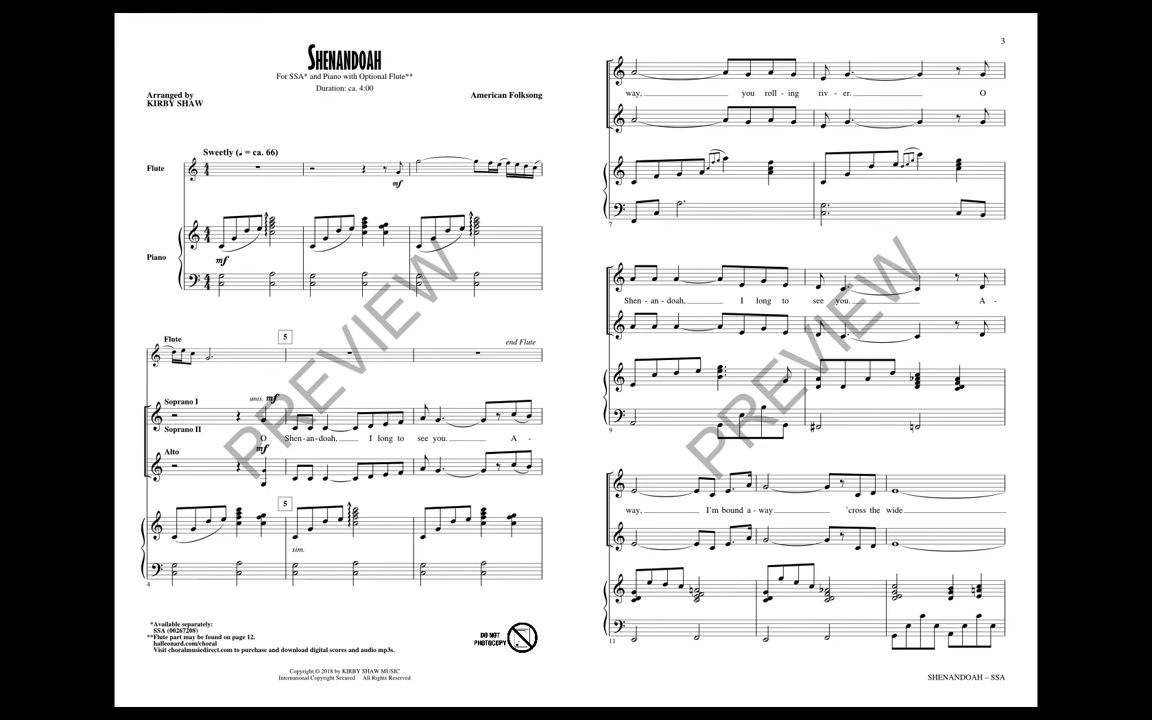 SHENANDOAH
For SSA* and Piano with Optional Flute**
Duration: ca. 4:00
Arranged by
KIRBY SHAW
American Folksong
Sweetly (♩ = ca. 66)
Flute
mf
Piano
mf
Flute
5
end Flute
Soprano I
unis. mf
Soprano II
O Shen - an - doah, I long to see you. A -
Alto
mf
5
sim.
4
*Available separately:
SSA (00267208)
**Flute part may be found on page 12.
halleonard.com/choral
Visit choralmusicdirect.com to purchase and download digital scores and audio mp3s.
DO NOT
PHOTOCOPY
Copyright © 2018 by KIRBY SHAW MUSIC
International Copyright Secured All Rights Reserved
PREVIEW
3
way, you roll - ing riv - er. O
7
Shen - an - doah, I long to see you. A -
9
way, I'm bound a - way 'cross the wide
11
SHENANDOAH – SSA
PREVIEW